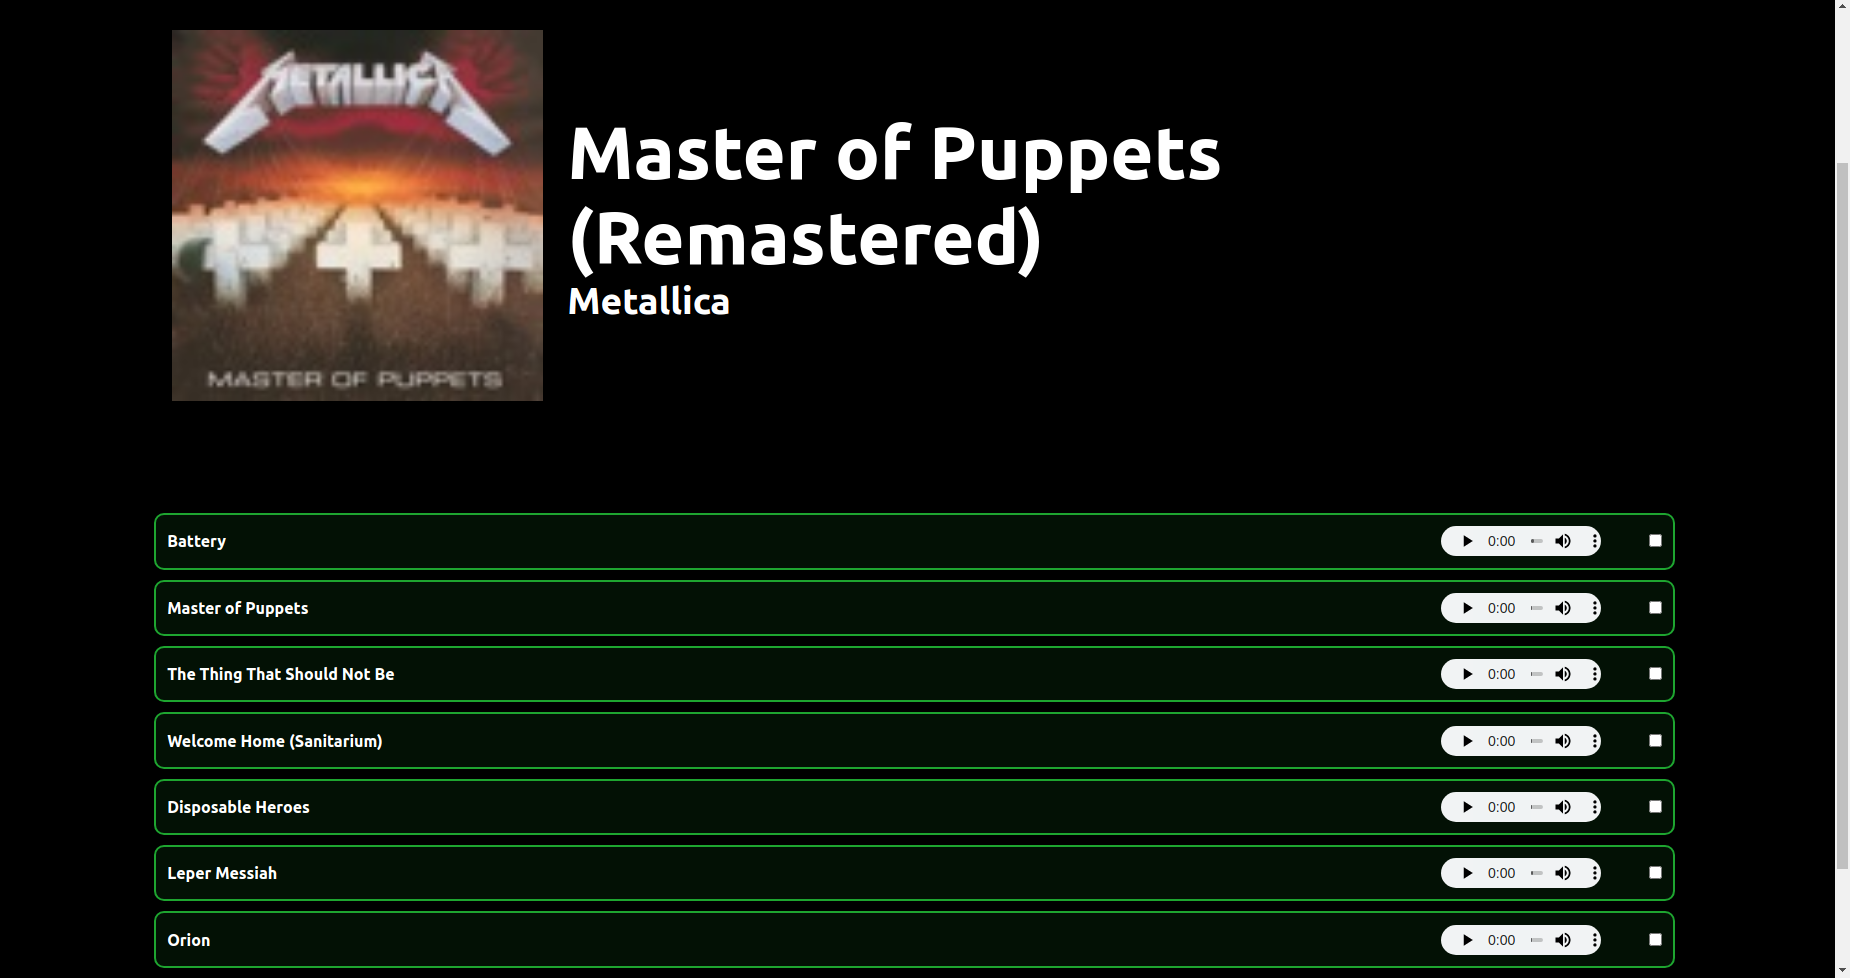 METALLICA
MASTER OF PUPPETS
Master of Puppets
(Remastered)
Metallica
Battery
0:00
Master of Puppets
0:00
The Thing That Should Not Be
0:00
Welcome Home (Sanitarium)
0:00
Disposable Heroes
0:00
Leper Messiah
0:00
Orion
0:00